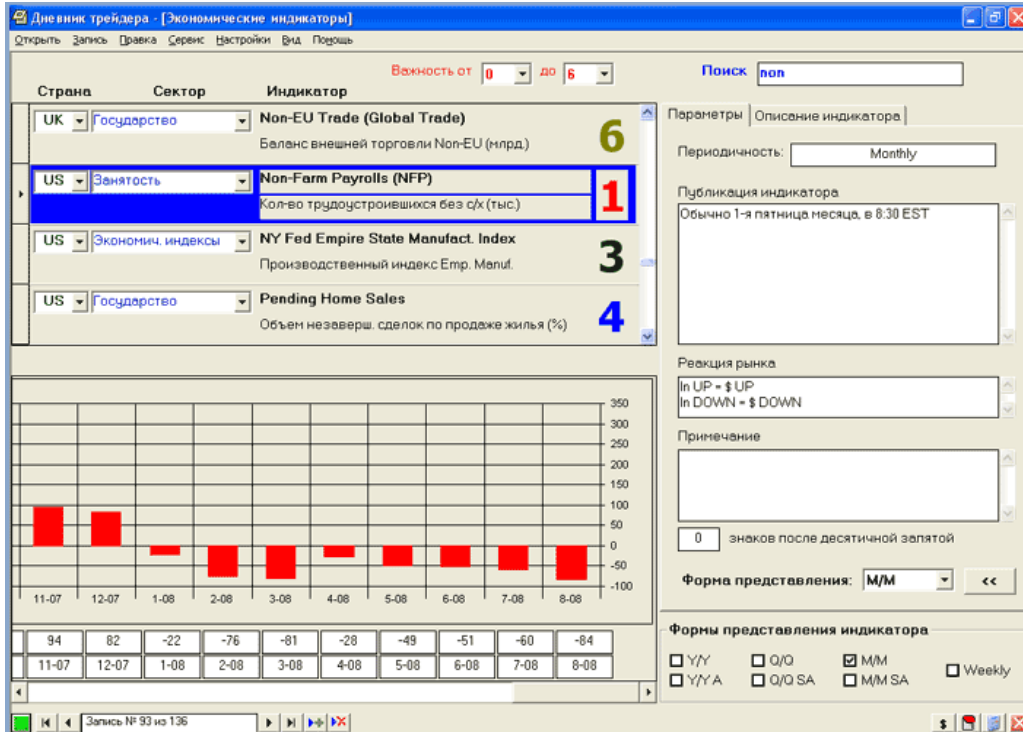 Дневник трейдера - [Экономические индикаторы]
Открыть Запись Правка Сервис Настройки Вид Помощь
Важность от 0 до 6
Поиск non
Страна Сектор Индикатор
UK Государство Non-EU Trade (Global Trade) 6
Баланс внешней торговли Non-EU (млрд.)
US Занятость Non-Farm Payrolls (NFP) 1
Кол-во трудоустроившихся без с/х (тыс.)
US Экономич. индексы NY Fed Empire State Manufact. Index 3
Производственный индекс Emp. Manuf.
US Государство Pending Home Sales 4
Объем незаверш. сделок по продаже жилья (%)
Параметры Описание индикатора
Периодичность: Monthly
Публикация индикатора
Обычно 1-я пятница месяца, в 8:30 EST
Реакция рынка
In UP = $ UP
In DOWN = $ DOWN
Примечание
0 знаков после десятичной запятой
Форма представления: M/M <<
Формы представления индикатора
Y/Y Q/Q M/M Weekly
Y/Y A Q/Q SA M/M SA
350
300
250
200
150
100
50
0
-50
-100
11-07 12-07 1-08 2-08 3-08 4-08 5-08 6-08 7-08 8-08
94 82 -22 -76 -81 -28 -49 -51 -60 -84
11-07 12-07 1-08 2-08 3-08 4-08 5-08 6-08 7-08 8-08
Запись № 93 из 136
$